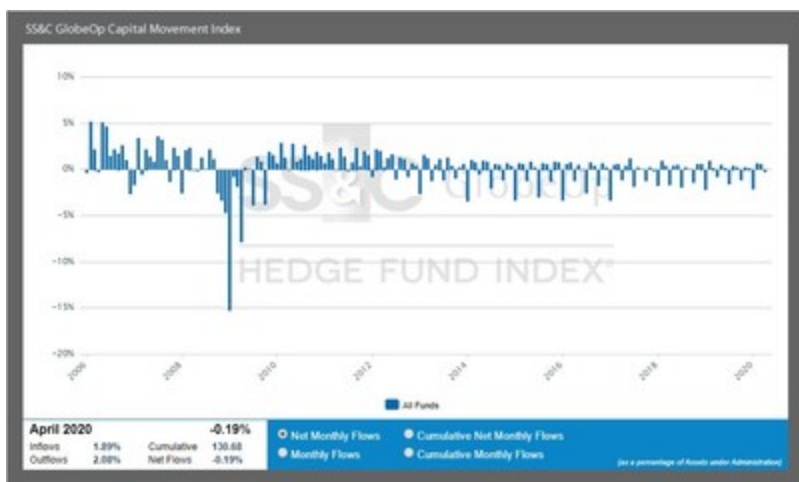 SS&C GlobeOp Capital Movement Index
10%
5%
0%
-5%
-10%
-15%
-20%
SS&C GlobeOp
HEDGE FUND INDEX®
2006 2008 2010 2012 2014 2016 2018 2020
All Funds
April 2020 -0.19%
Inflows 1.89% Cumulative 130.68
Outflows 2.08% Net Flows -0.19%
Net Monthly Flows Cumulative Net Monthly Flows
Monthly Flows Cumulative Monthly Flows
(as a percentage of Assets under Administration)